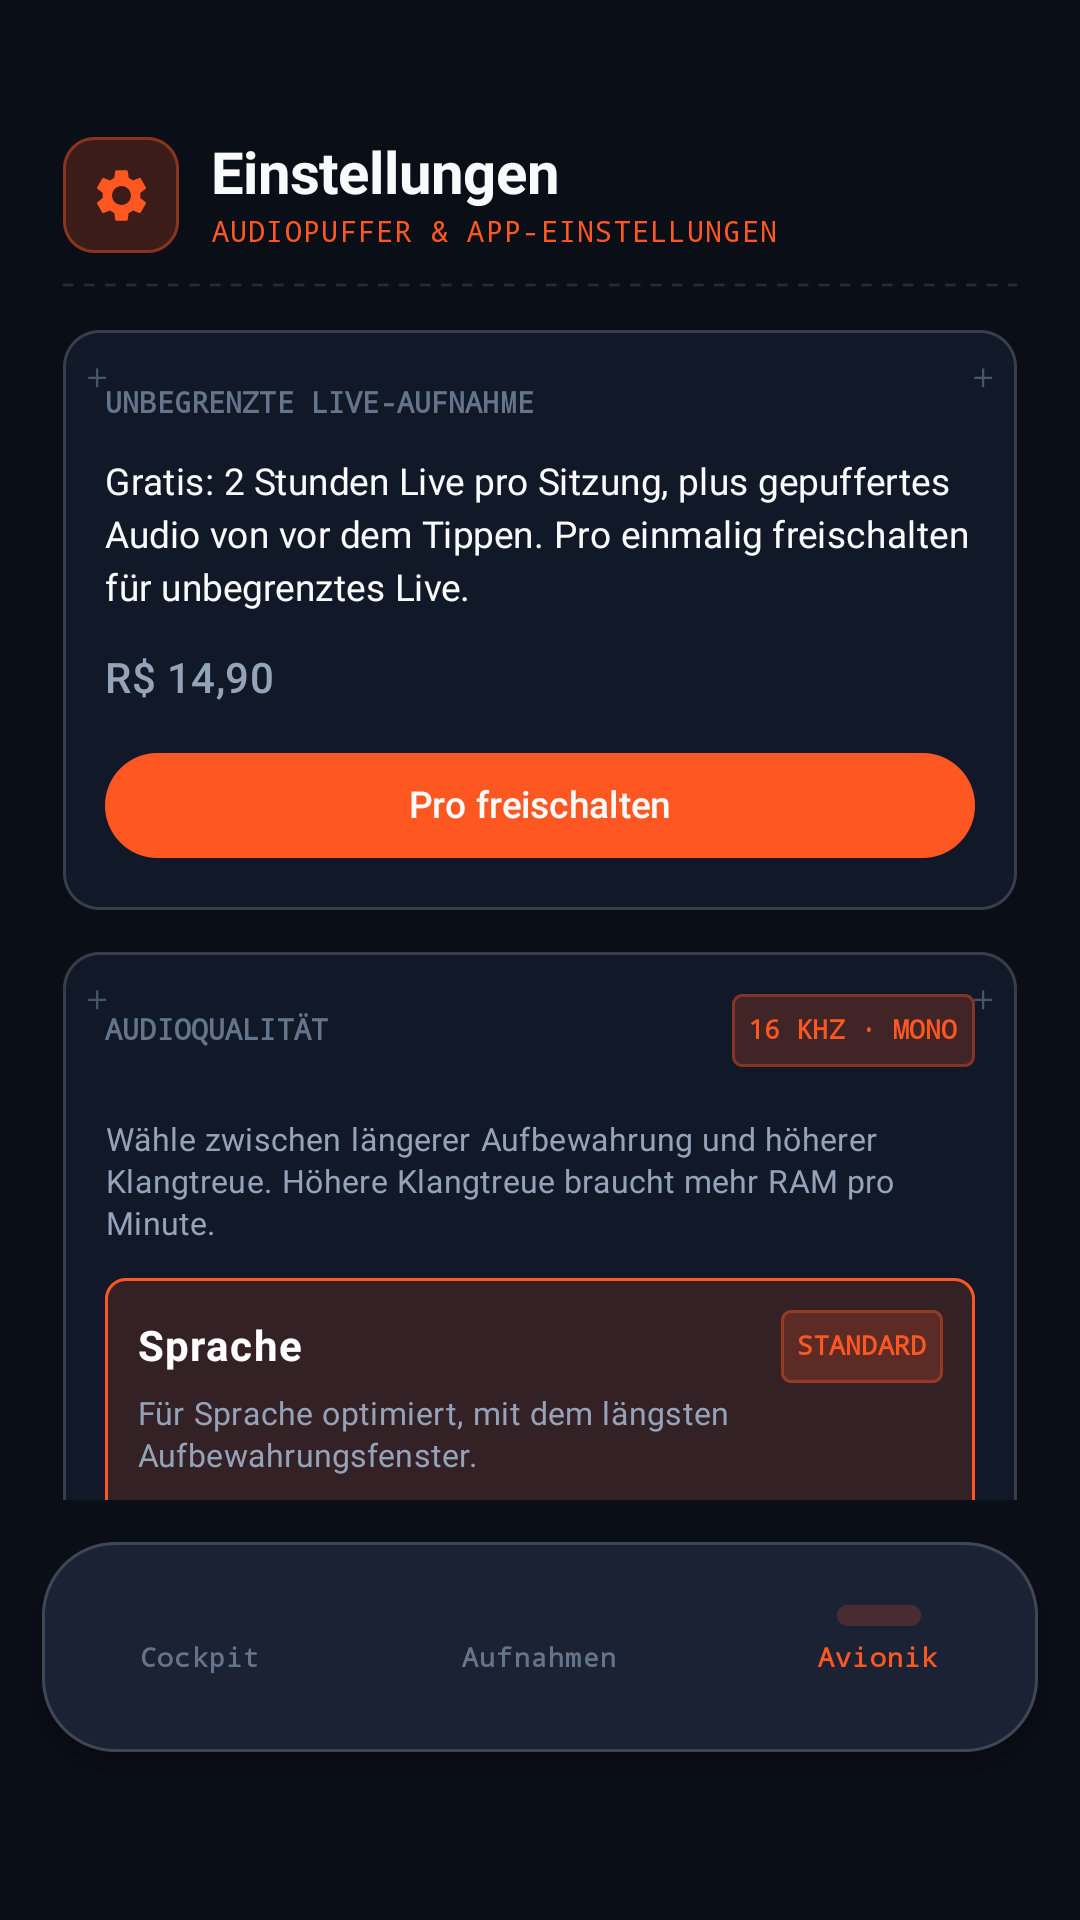 Einstellungen
AUDIOPUFFER & APP-EINSTELLUNGEN
UNBEGRENZTE LIVE-AUFNAHME
Gratis: 2 Stunden Live pro Sitzung, plus gepuffertes
Audio von vor dem Tippen. Pro einmalig freischalten
für unbegrenztes Live.
R$ 14,90
Pro freischalten
AUDIOQUALITÄT
16 KHZ · MONO
Wähle zwischen längerer Aufbewahrung und höherer
Klangtreue. Höhere Klangtreue braucht mehr RAM pro
Minute.
Sprache
STANDARD
Für Sprache optimiert, mit dem längsten
Aufbewahrungsfenster.
Cockpit
Aufnahmen
Avionik